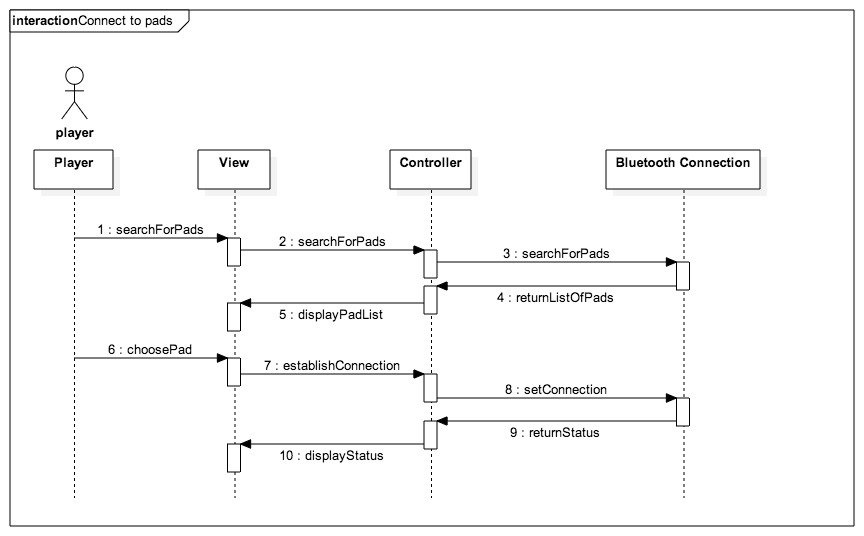 interactionConnect to pads
player
Player
View
Controller
Bluetooth Connection
1 : searchForPads
2 : searchForPads
3 : searchForPads
4 : returnListOfPads
5 : displayPadList
6 : choosePad
7 : establishConnection
8 : setConnection
9 : returnStatus
10 : displayStatus